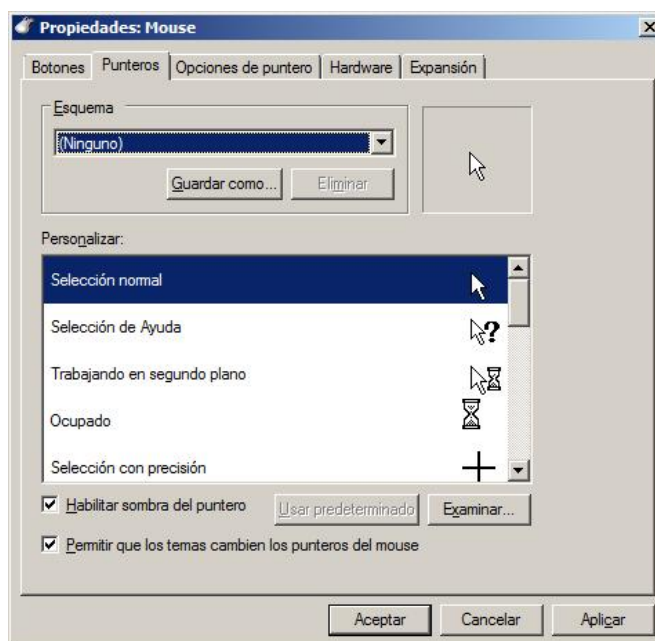 Propiedades: Mouse
Botones Punteros Opciones de puntero Hardware Expansión
Esquema
(Ninguno)
Guardar como... Eliminar
Personalizar:
Selección normal
Selección de Ayuda
Trabajando en segundo plano
Ocupado
Selección con precisión
Habilitar sombra del puntero Usar predeterminado Examinar...
Permitir que los temas cambien los punteros del mouse
Aceptar Cancelar Aplicar